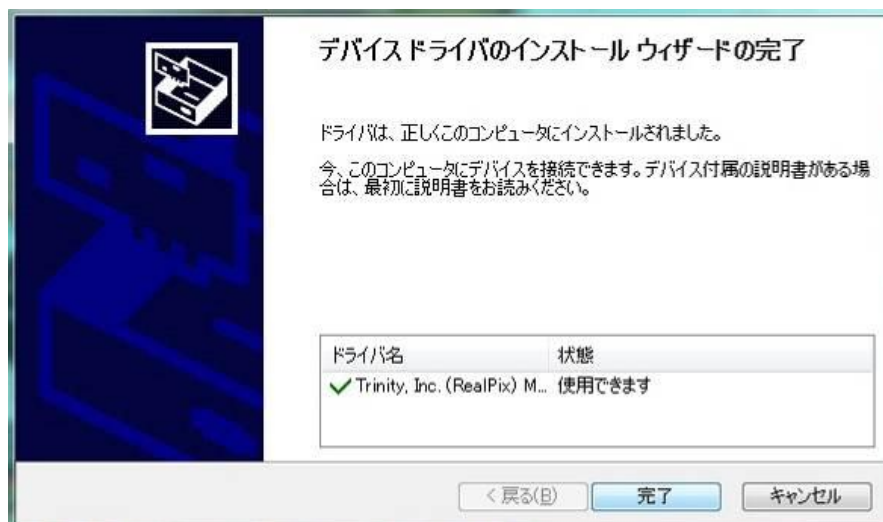 デバイスドライバのインストール ウィザードの完了
ドライバは、正しくこのコンピュータにインストールされました。
今、このコンピュータにデバイスを接続できます。デバイス付属の説明書がある場
合は、最初に説明書をお読みください。
ドライバ名 状態
Trinity, Inc. (RealPix) M... 使用できます
< 戻る(B) 完了 キャンセル